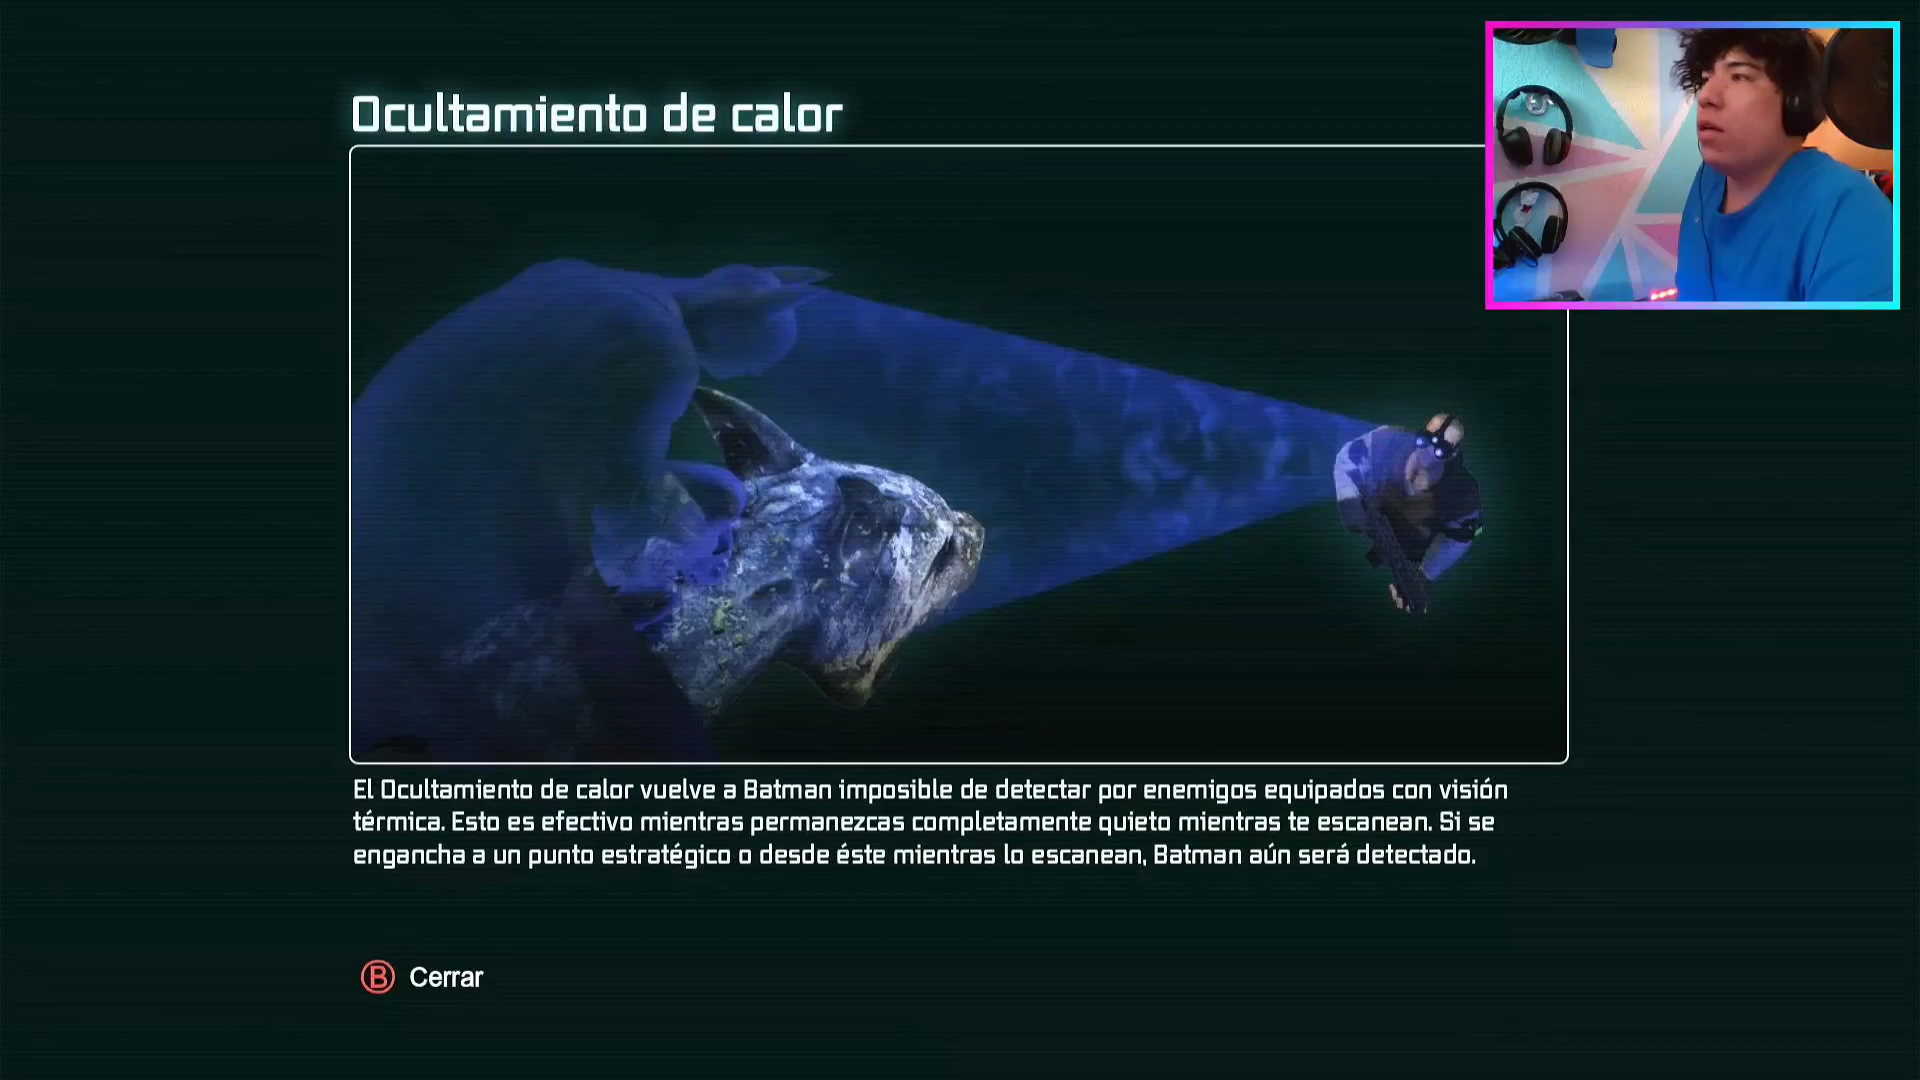 Ocultamiento de calor
El Ocultamiento de calor vuelve a Batman imposible de detectar por enemigos equipados con visión
térmica. Esto es efectivo mientras permanezcas completamente quieto mientras te escanean. Si se
engancha a un punto estratégico o desde éste mientras lo escanean, Batman aún será detectado.
B Cerrar